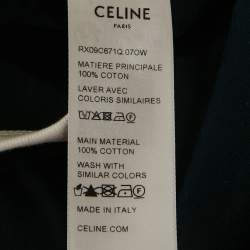 CELINE
PARIS
RX09C671Q.07OW
MATIÈRE PRINCIPALE
100% COTON
LAVER AVEC
COLORIS SIMILAIRES
MAIN MATERIAL
100% COTTON
WASH WITH
SIMILAR COLORS
MADE IN ITALY
CELINE.COM